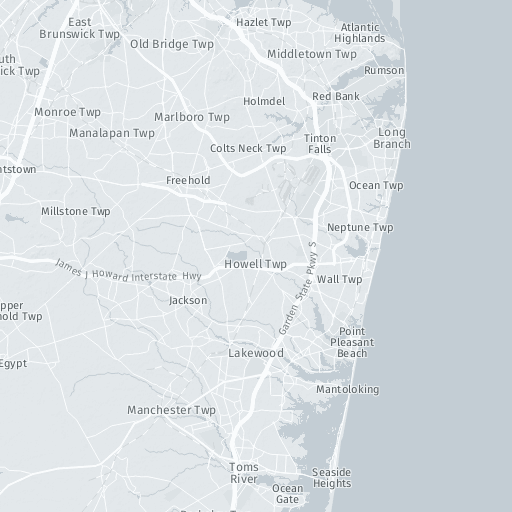 East
Brunswick Twp
Hazlet Twp
Atlantic
Highlands
Old Bridge Twp
Middletown Twp
Rumson
Red Bank
Holmdel
Monroe Twp
Marlboro Twp
Manalapan Twp
Tinton
Falls
Long
Branch
Colts Neck Twp
Freehold
Ocean Twp
Millstone Twp
Neptune Twp
James J Howard Interstate Hwy
Howell Twp
Garden State Pkwy S
Wall Twp
Jackson
Point
Pleasant
Beach
Egypt
Lakewood
Mantoloking
Manchester Twp
Toms
River
Seaside
Heights
Ocean
Gate